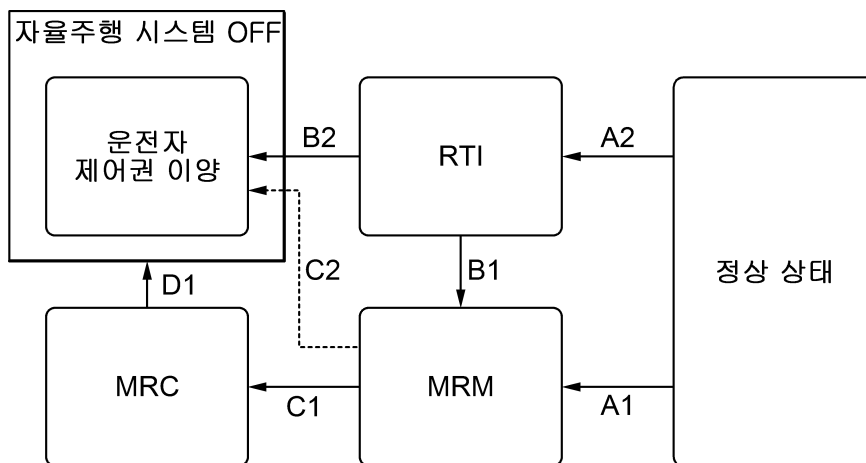 자율주행 시스템 OFF
운전자
제어권 이양
B2
RTI
A2
C2
B1
정상 상태
D1
MRC
C1
MRM
A1